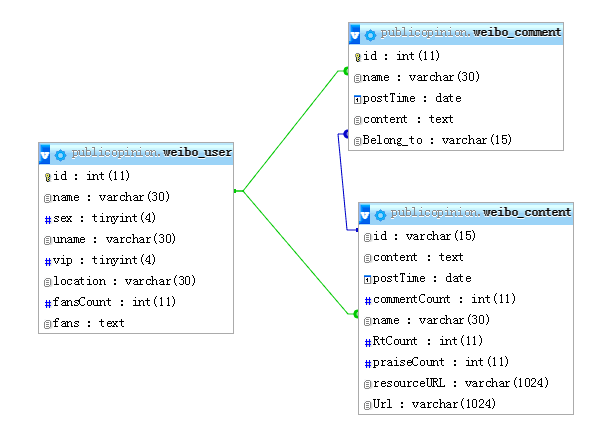 publicopinion.weibo_comment
id : int(11)
name : varchar(30)
postTime : date
content : text
Belong_to : varchar(15)
publicopinion.weibo_user
id : int(11)
name : varchar(30)
sex : tinyint(4)
uname : varchar(30)
vip : tinyint(4)
location : varchar(30)
fansCount : int(11)
fans : text
publicopinion.weibo_content
id : varchar(15)
content : text
postTime : date
commentCount : int(11)
name : varchar(30)
RtCount : int(11)
praiseCount : int(11)
resourceURL : varchar(1024)
Url : varchar(1024)